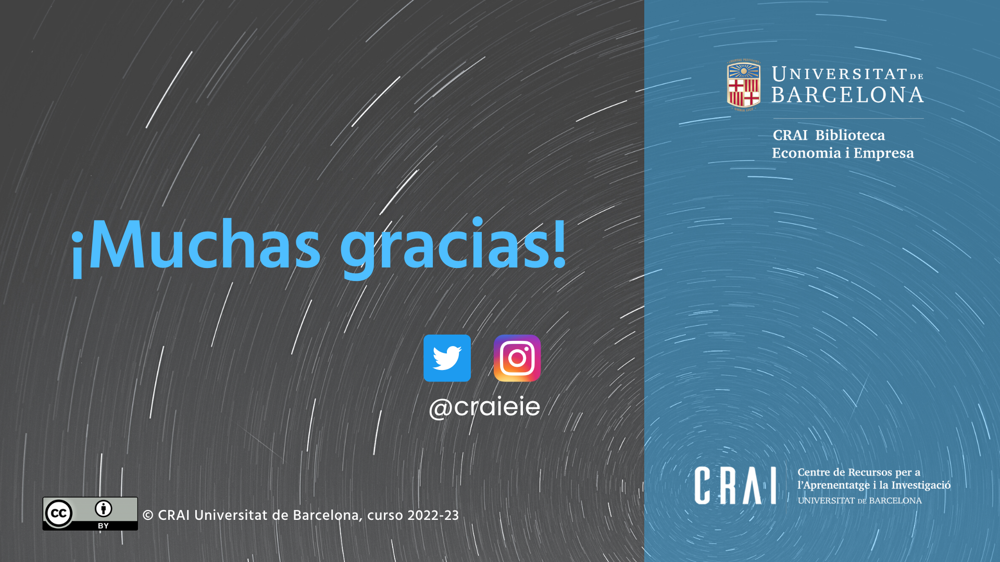 UNIVERSITAT DE
BARCELONA
CRAI Biblioteca
Economia i Empresa
¡Muchas gracias!
@craieie
CRAI
Centre de Recursos per a
l'Aprenentatge i la Investigació
UNIVERSITAT DE BARCELONA
cc
BY
© CRAI Universitat de Barcelona, curso 2022-23